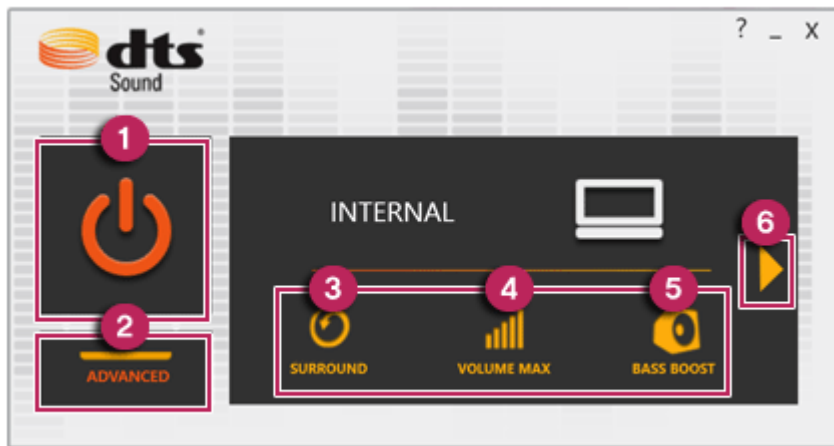 ? _ X
dts
Sound
1
INTERNAL
6
2
3
4
5
ADVANCED
SURROUND
VOLUME MAX
BASS BOOST